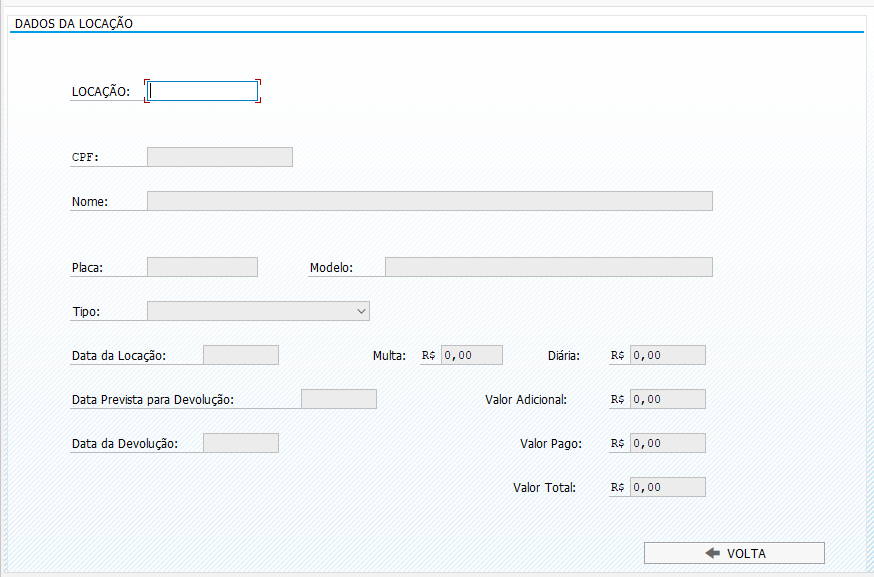 DADOS DA LOCAÇÃO
LOCAÇÃO:
CPF:
Nome:
Placa: Modelo:
Tipo:
Data da Locação: Multa: R$ 0,00 Diária: R$ 0,00
Data Prevista para Devolução: Valor Adicional: R$ 0,00
Data da Devolução: Valor Pago: R$ 0,00
Valor Total: R$ 0,00
VOLTA